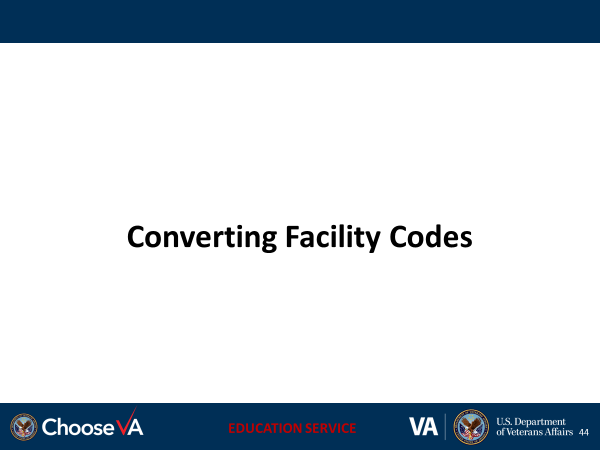 Converting Facility Codes
ChooseVA
EDUCATION SERVICE
VA
U.S. Department
of Veterans Affairs
44